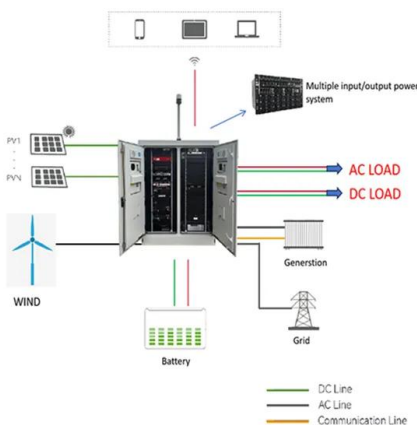 Multiple input/output power
system
PV1
PVN
AC LOAD
DC LOAD
WIND
Generstion
Grid
Battery
DC Line
AC Line
Communication Line